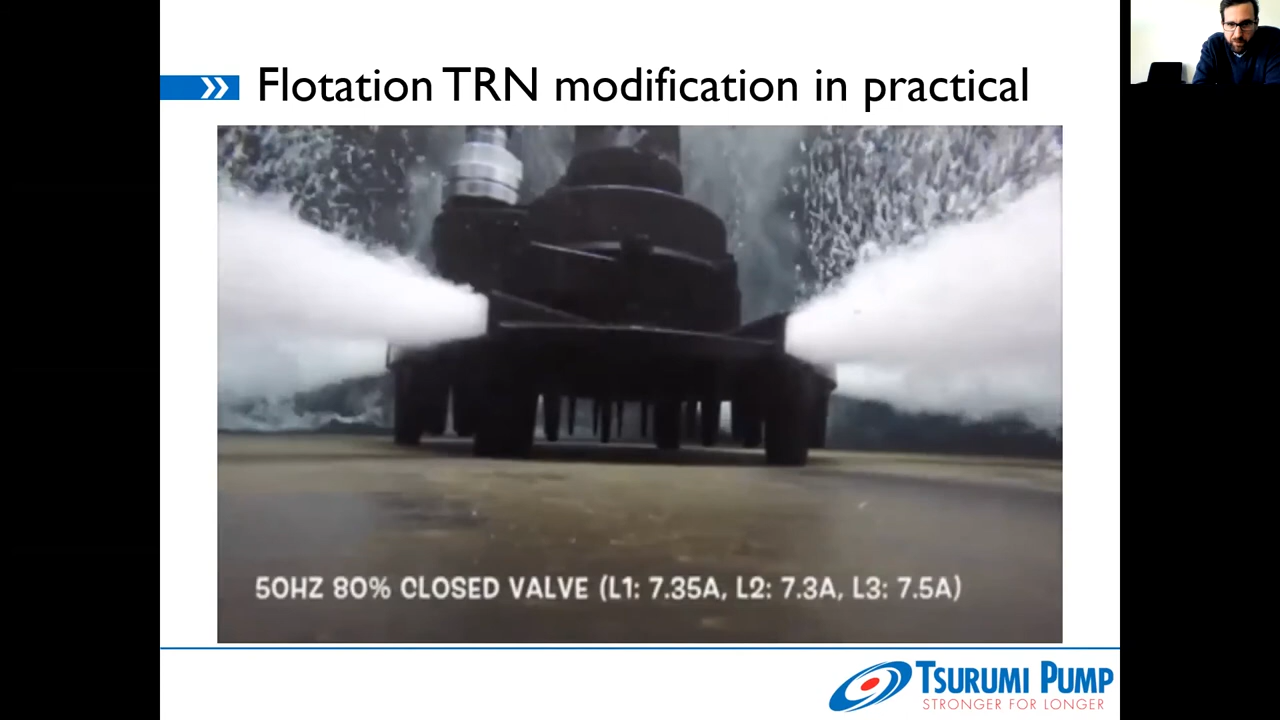 Flotation TRN modification in practical
50HZ 80% CLOSED VALVE (L1: 7.35A, L2: 7.3A, L3: 7.5A)
TSURUMI PUMP
STRONGER FOR LONGER